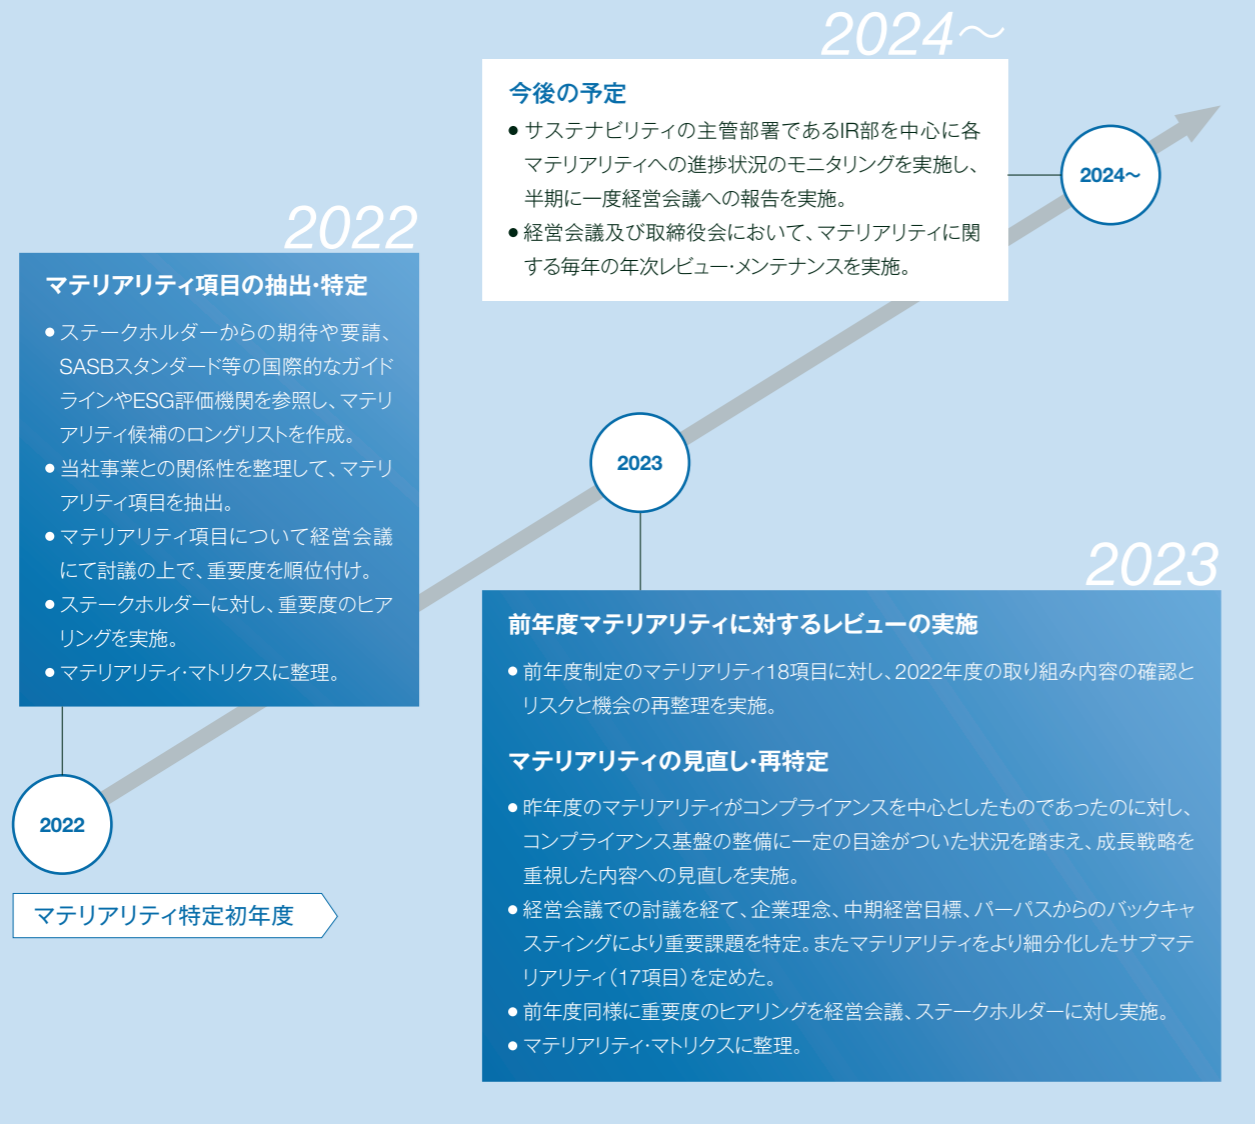 2022
マテリアリティ項目の抽出・特定
●ステークホルダーからの期待や要請、
SASBスタンダード等の国際的なガイド
ラインやESG評価機関を参照し、マテリ
アリティ候補のロングリストを作成。
●当社事業との関係性を整理して、マテリ
アリティ項目を抽出。
●マテリアリティ項目について経営会議
にて討議の上で、重要度を順位付け。
●ステークホルダーに対し、重要度のヒア
リングを実施。
●マテリアリティ・マトリクスに整理。
2022
マテリアリティ特定初年度
2023
2023
前年度マテリアリティに対するレビューの実施
●前年度制定のマテリアリティ18項目に対し、2022年度の取り組み内容の確認と
リスクと機会の再整理を実施。
マテリアリティの見直し・再特定
●昨年度のマテリアリティがコンプライアンスを中心としたものであったのに対し、
コンプライアンス基盤の整備に一定の目途がついた状況を踏まえ、成長戦略を
重視した内容への見直しを実施。
●経営会議での討議を経て、企業理念、中期経営目標、パーパスからのバックキャ
スティングにより重要課題を特定。またマテリアリティをより細分化したサブマテ
リアリティ（17項目）を定めた。
●前年度同様に重要度のヒアリングを経営会議、ステークホルダーに対し実施。
●マテリアリティ・マトリクスに整理。
2024〜
今後の予定
●サステナビリティの主管部署であるIR部を中心に各
マテリアリティへの進捗状況のモニタリングを実施し、
半期に一度経営会議への報告を実施。
●経営会議及び取締役会において、マテリアリティに関
する毎年の年次レビュー・メンテナンスを実施。
2024〜